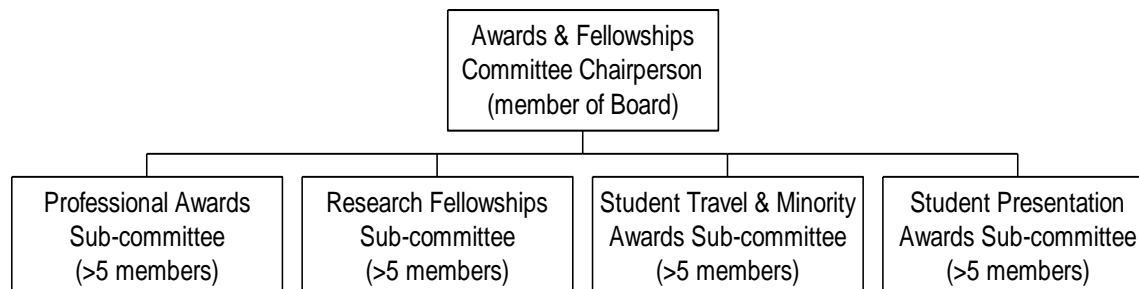 Awards & Fellowships
Committee Chairperson
(member of Board)
Professional Awards
Sub-committee
(>5 members)
Research Fellowships
Sub-committee
(>5 members)
Student Travel & Minority
Awards Sub-committee
(>5 members)
Student Presentation
Awards Sub-committee
(>5 members)